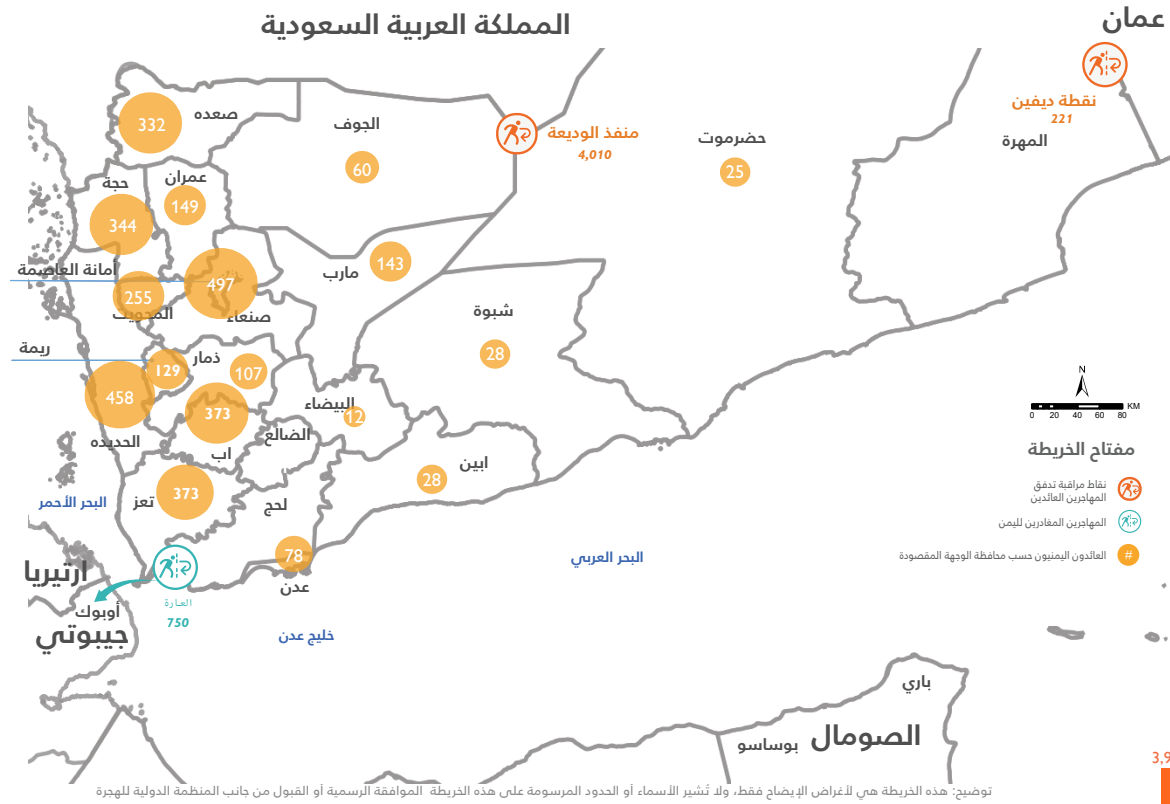 المملكة العربية السعودية
عمان
نقطة ديفين
221
المهرة
صعده
332
الجوف
60
منفذ الوديعة
4,010
حضرموت
25
حجة
344
عمران
149
أمانة العاصمة
497
مارب
143
255
المحويت
صنعاء
شبوة
28
ريمة
129
ذمار
107
458
الحديده
373
اب
البيضاء
12
الضالع
ابين
28
تعز
373
لحج
78
عدن
البحر الأحمر
البحر العربي
خليج عدن
ارتيريا
أوبوك
جيبوتي
العارة
750
N
0 20 40 60 80 KM
مفتاح الخريطة
نقاط مراقبة تدفق
المهاجرين العائدين
المهاجرين المغادرين لليمن
# العائدون اليمنيون حسب محافظة الوجهة المقصودة
باري
الصومال
بوساسو
3,9
توضيح: هذه الخريطة هي لأغراض الإيضاح فقط، ولا تُشير الأسماء أو الحدود المرسومة على هذه الخريطة الموافقة الرسمية أو القبول من جانب المنظمة الدولية للهجرة